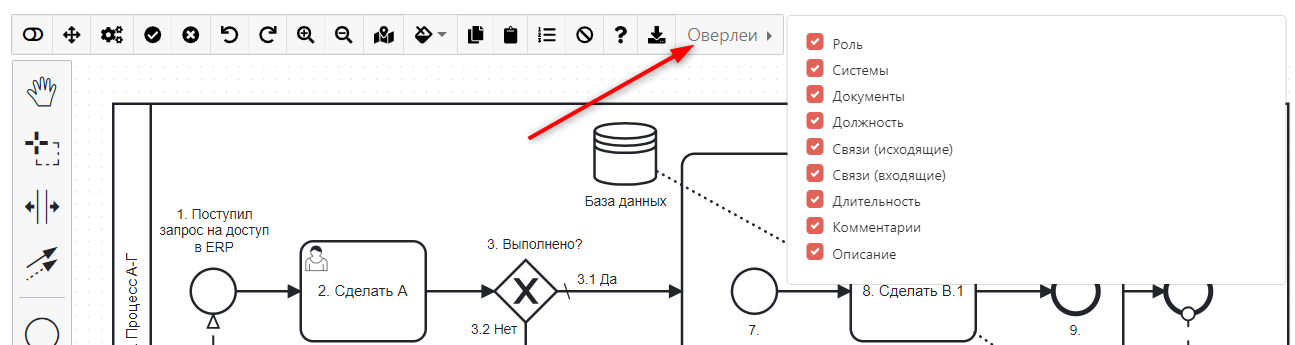 Оверлеи
Роль
Системы
Документы
Должность
Связи (исходящие)
Связи (входящие)
Длительность
Комментарии
Описание
База данных
1. Поступил
запрос на доступ
в ERP
Процесс А-Г
2. Сделать А
3. Выполнено?
3.1 Да
3.2 Нет
7.
8. Сделать В.1
9.